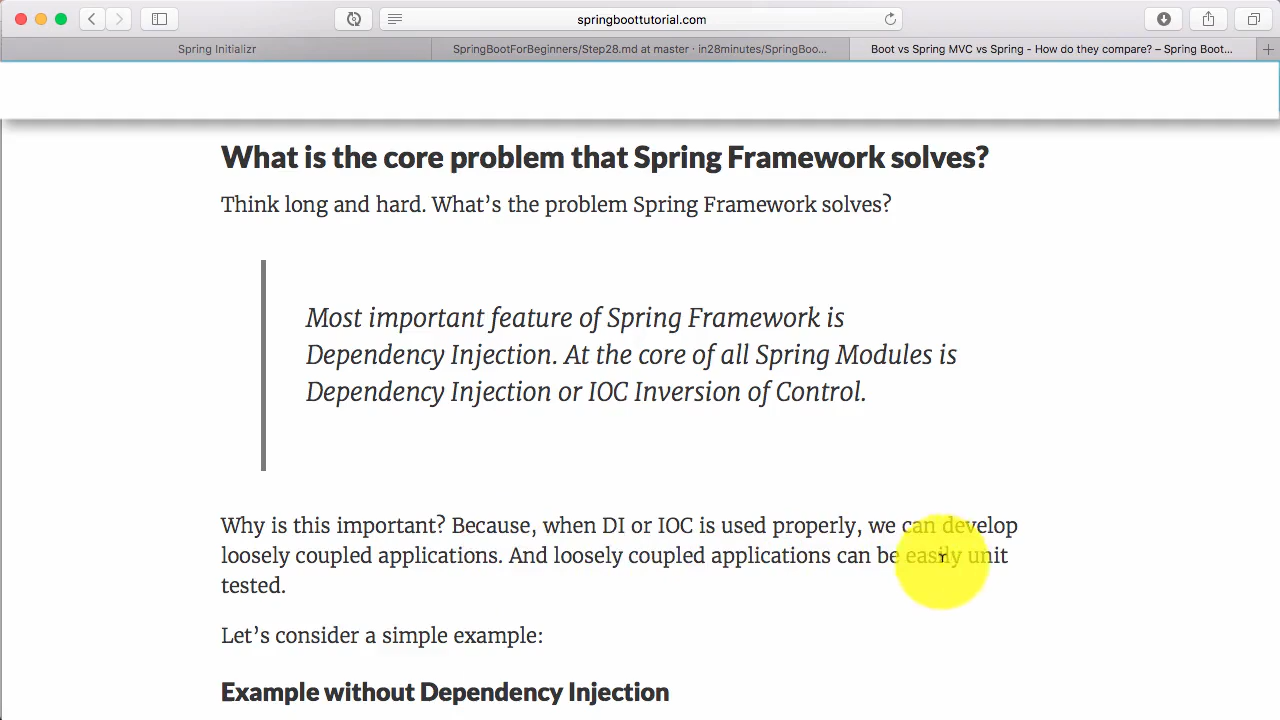 springboottutorial.com
Spring Initializr
SpringBootForBeginners/Step28.md at master · in28minutes/SpringBoo...
Boot vs Spring MVC vs Spring - How do they compare? – Spring Boot...
What is the core problem that Spring Framework solves?
Think long and hard. What’s the problem Spring Framework solves?
Most important feature of Spring Framework is
Dependency Injection. At the core of all Spring Modules is
Dependency Injection or IOC Inversion of Control.
Why is this important? Because, when DI or IOC is used properly, we can develop
loosely coupled applications. And loosely coupled applications can be easily unit
tested.
Let’s consider a simple example:
Example without Dependency Injection